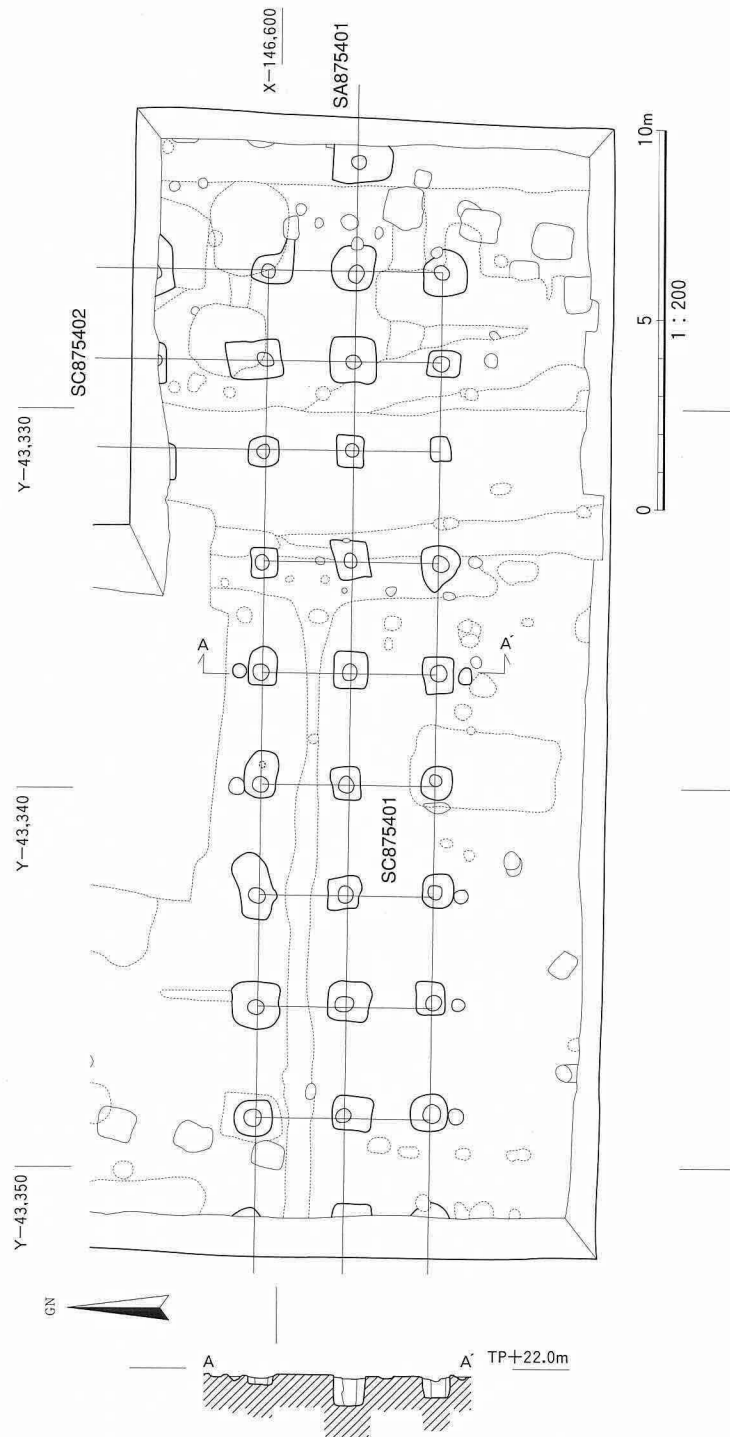 X−146,600
SA875401
10m
SC875402
5
1：200
Y−43,330
0
A
A´
Y−43,340
SC875401
Y−43,350
GN
A
A´
TP+22.0m